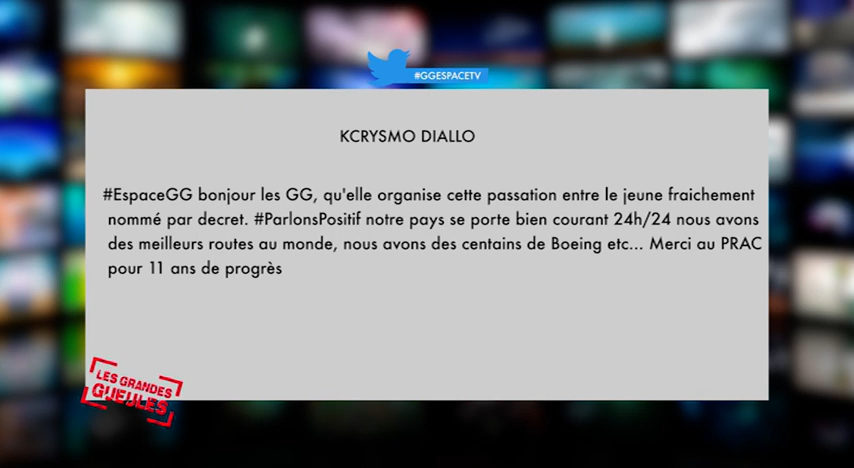 #GGESPACETV
KCRYSMO DIALLO
#EspaceGG bonjour les GG, qu'elle organise cette passation entre le jeune fraichement
nommé par decret. #ParlonsPositif notre pays se porte bien courant 24h/24 nous avons
des meilleurs routes au monde, nous avons des centains de Boeing etc... Merci au PRAC
pour 11 ans de progrès
LES GRANDES
GUEULES